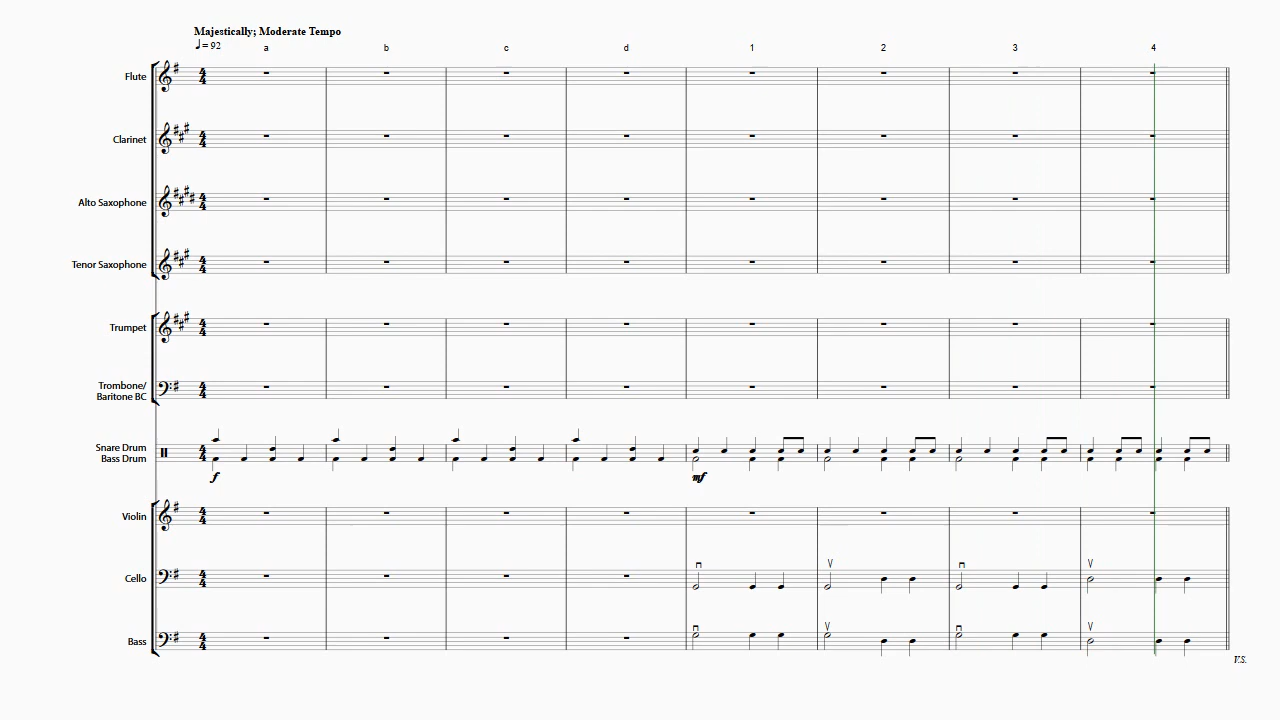 Majestically; Moderate Tempo
♩= 92
a b c d 1 2 3 4
Flute
Clarinet
Alto Saxophone
Tenor Saxophone
Trumpet
Trombone/
Baritone BC
Snare Drum
Bass Drum
f mf
Violin
Cello
Bass
V.S.